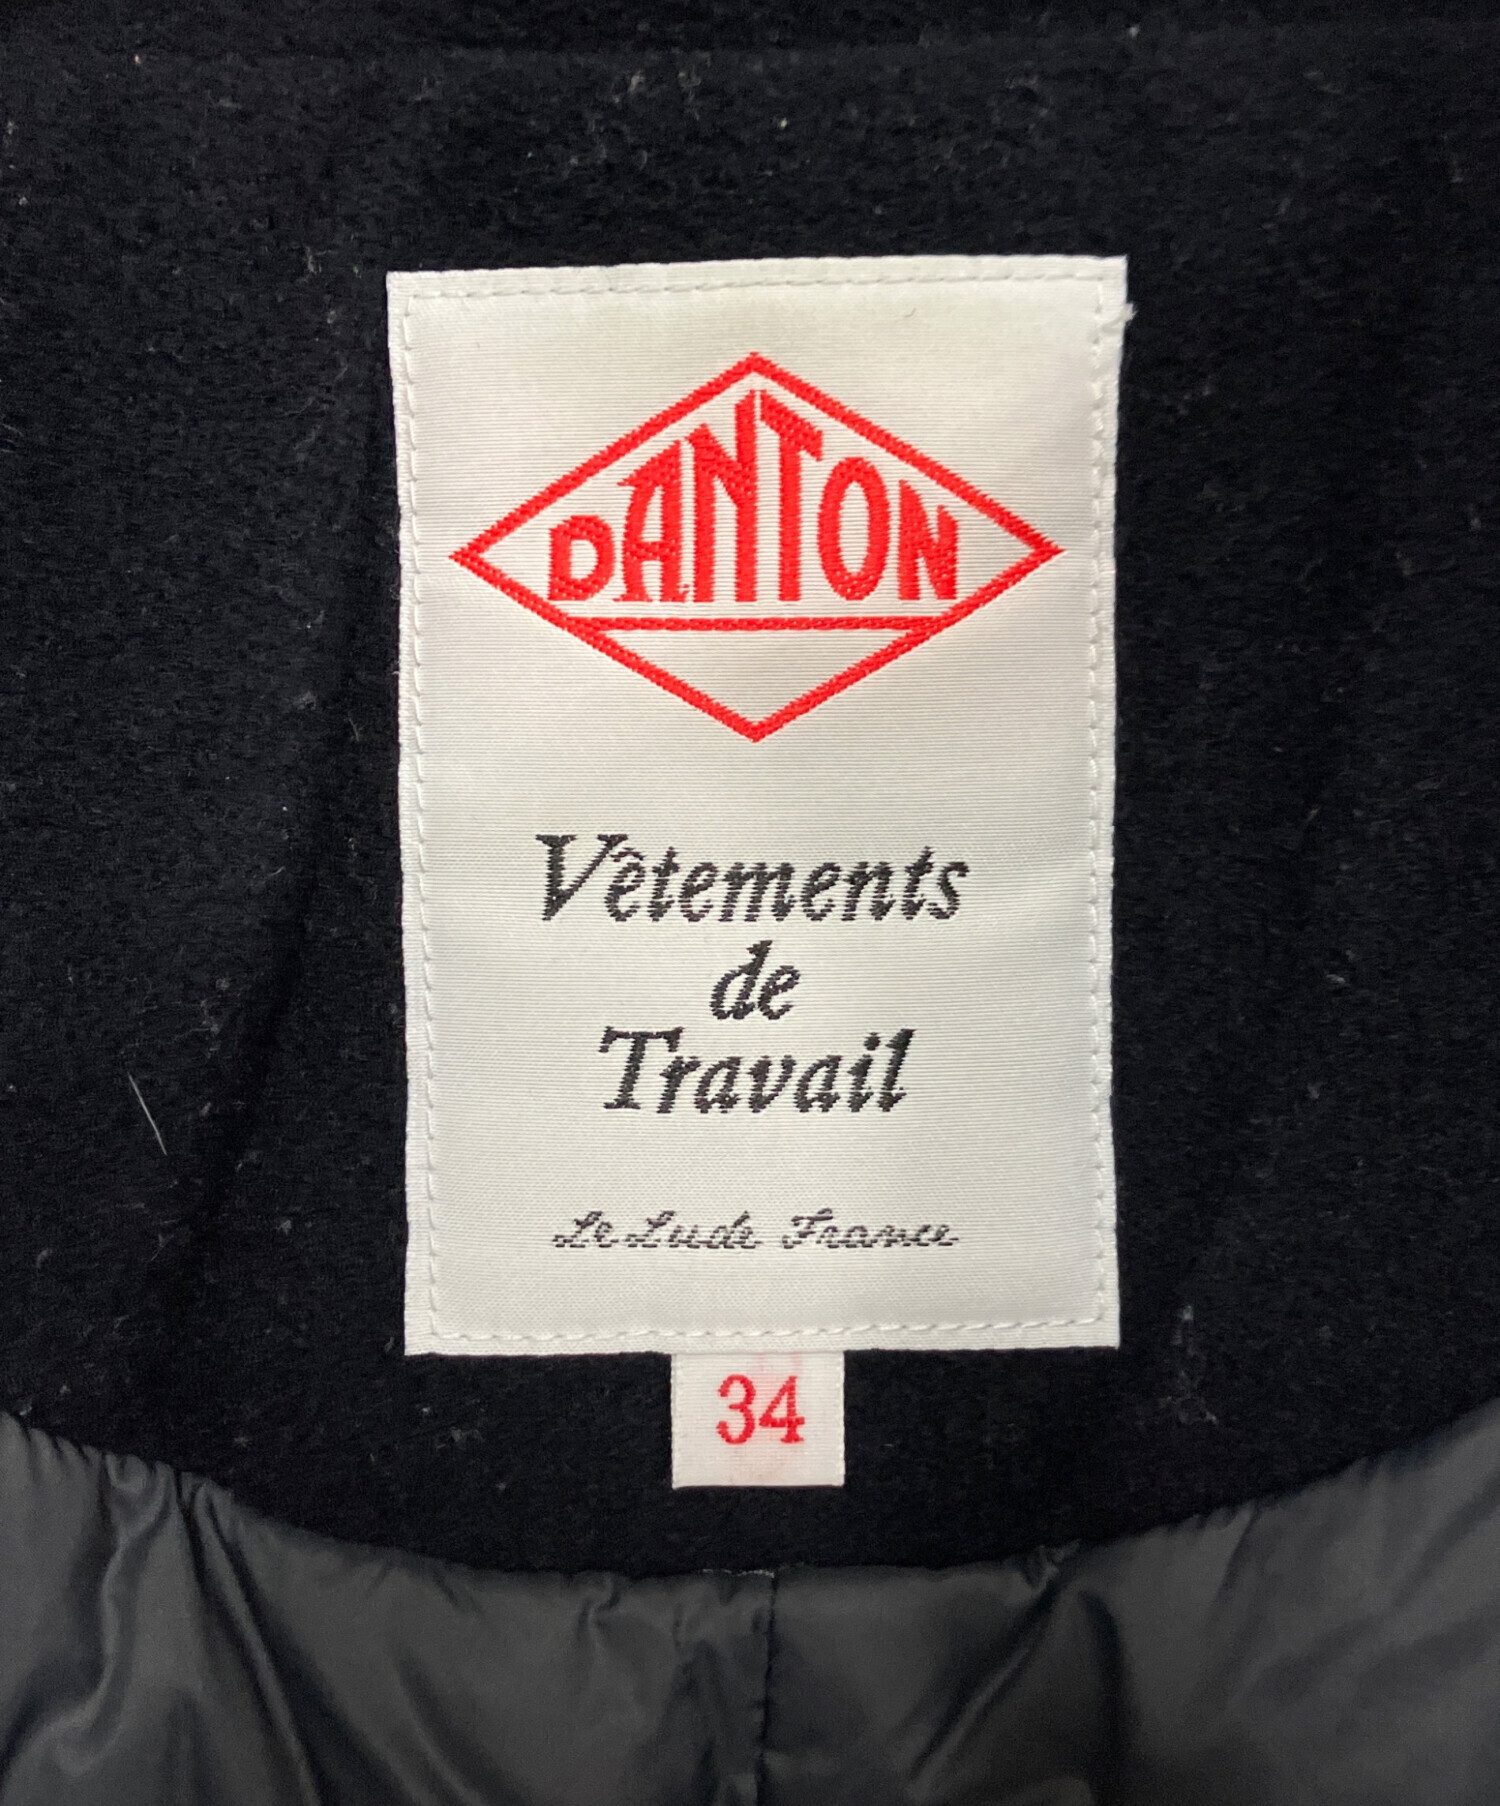 DANTON
Vêtements
de
Travail
Le Lude France
34